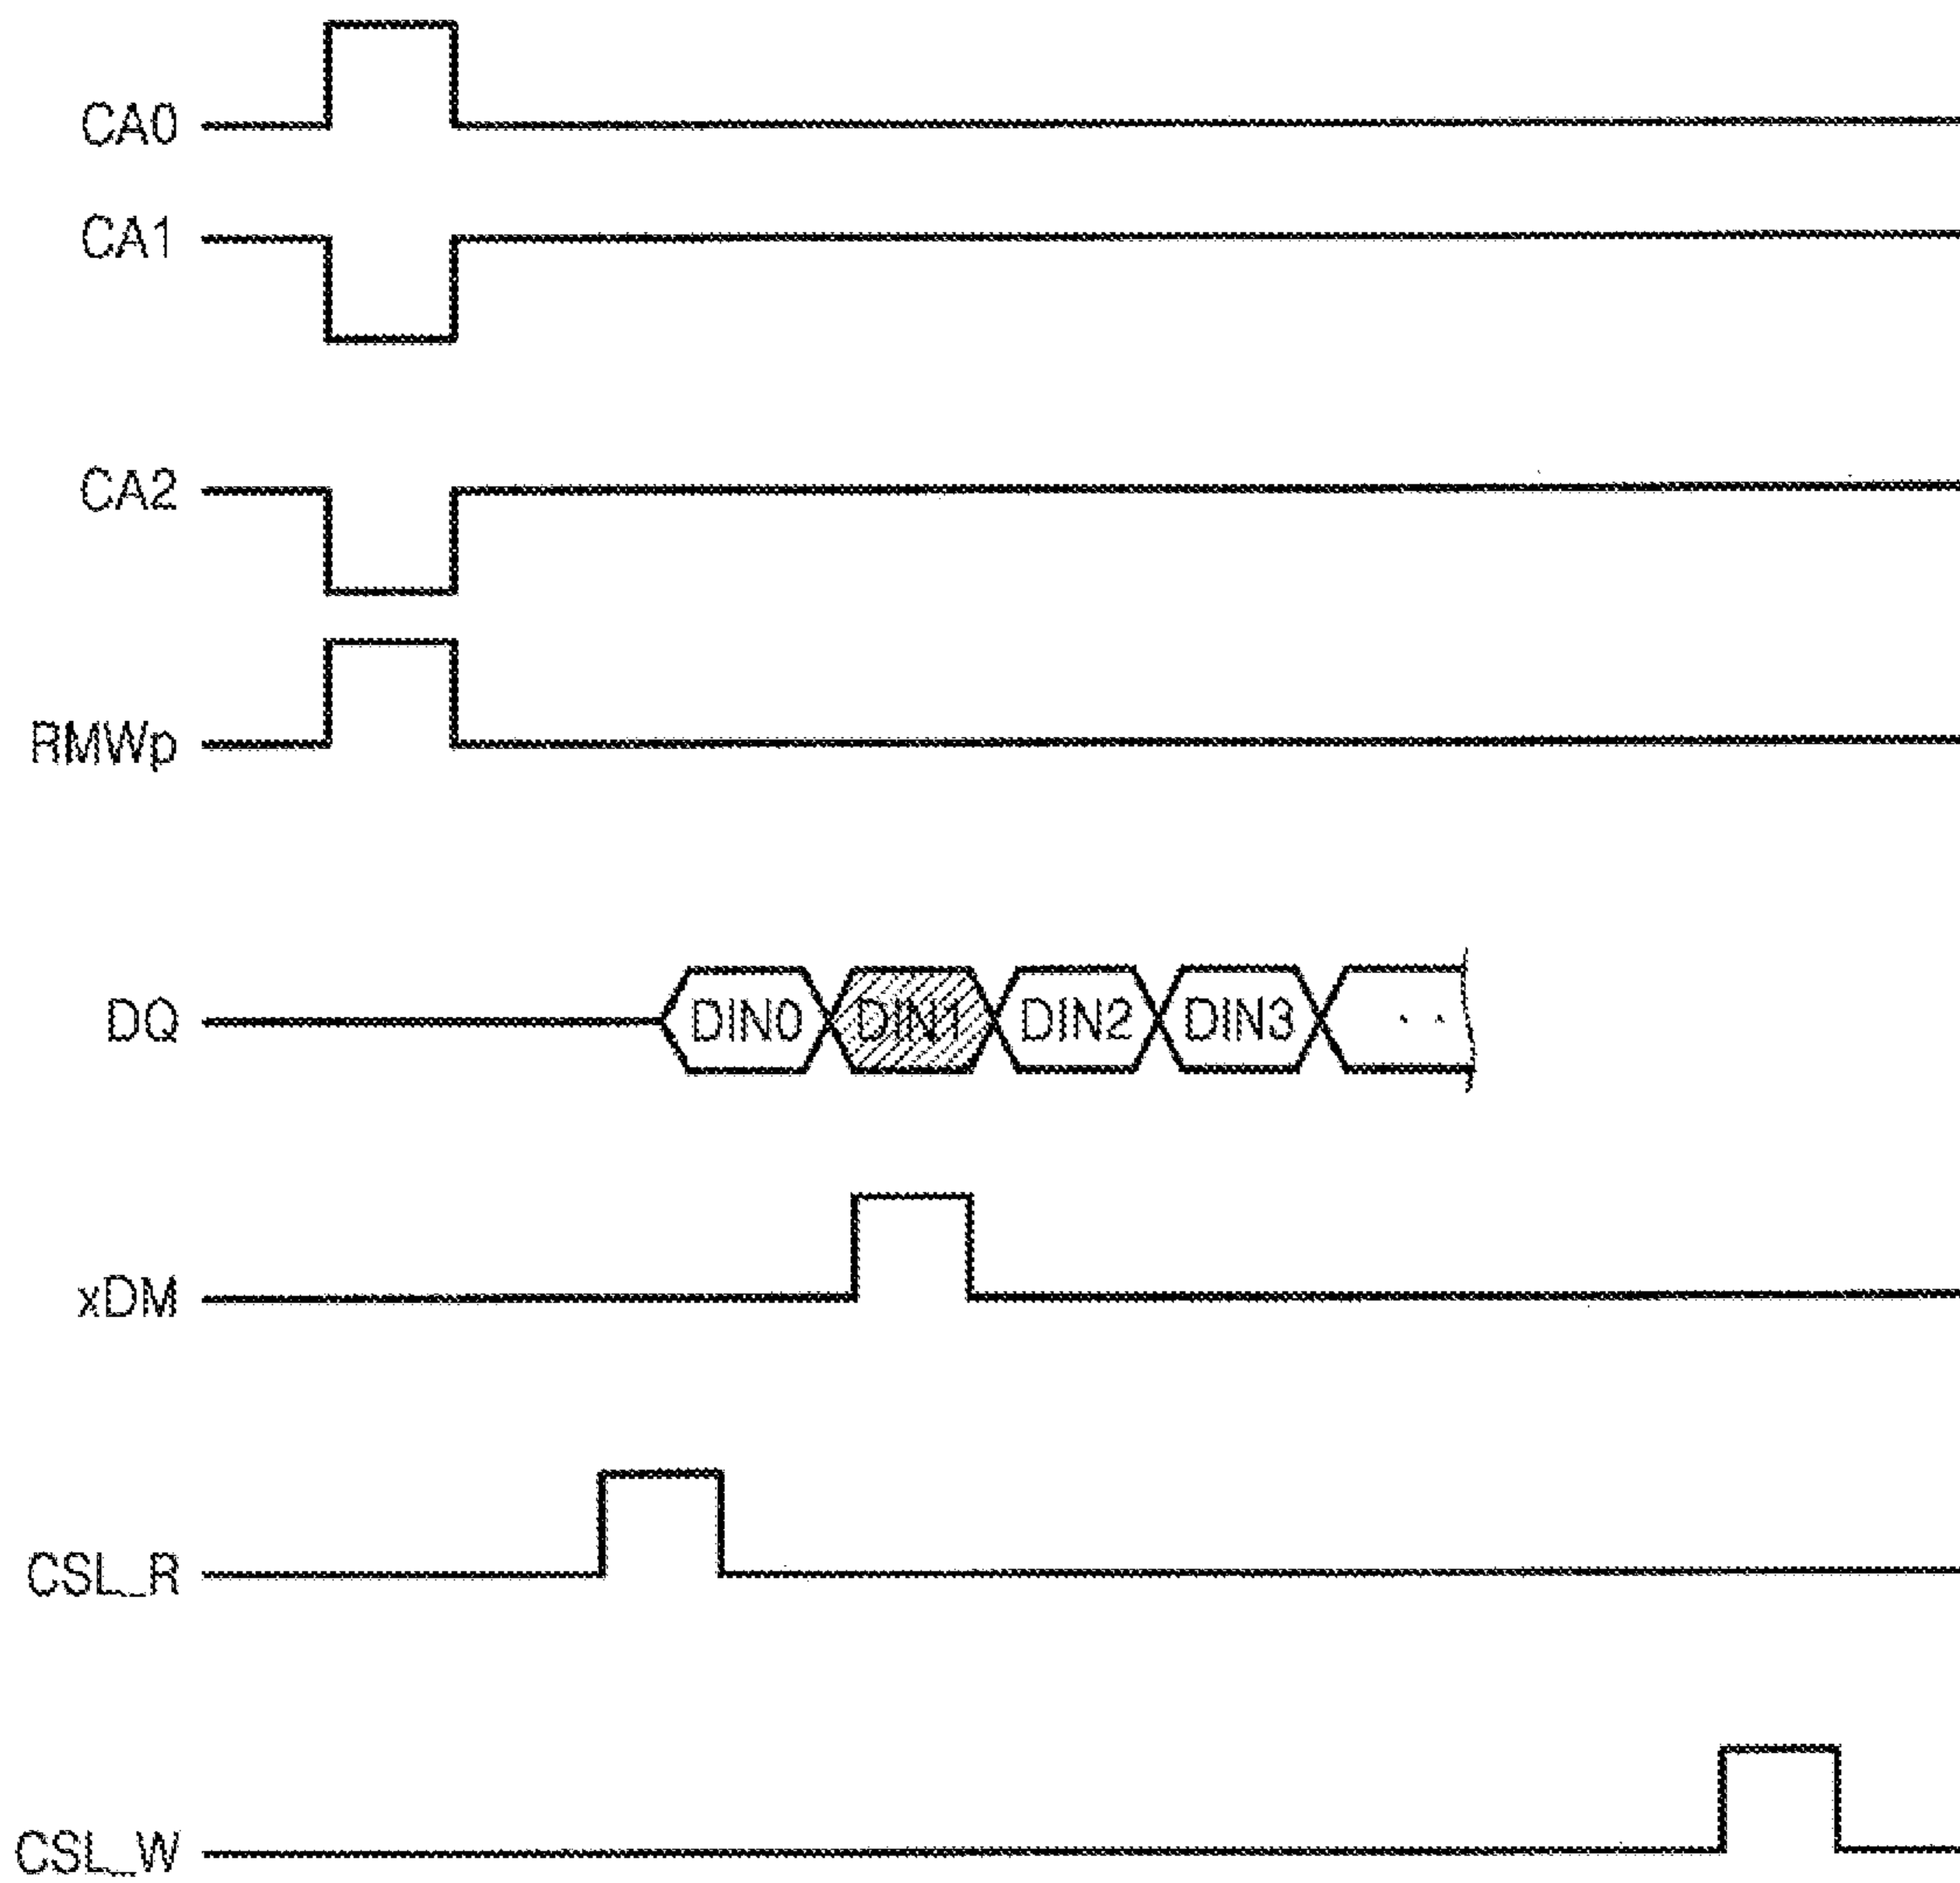 CA0
CA1
CA2
RMWp
DQ DIN0 DIN1 DIN2 DIN3 ..
xDM
CSL_R
CSL_W